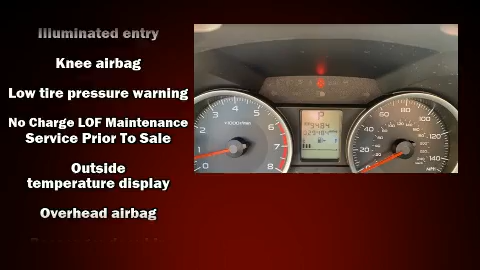 Illuminated entry
Knee airbag
Low tire pressure warning
No Charge LOF Maintenance
Service Prior To Sale
Outside
temperature display
Overhead airbag
P